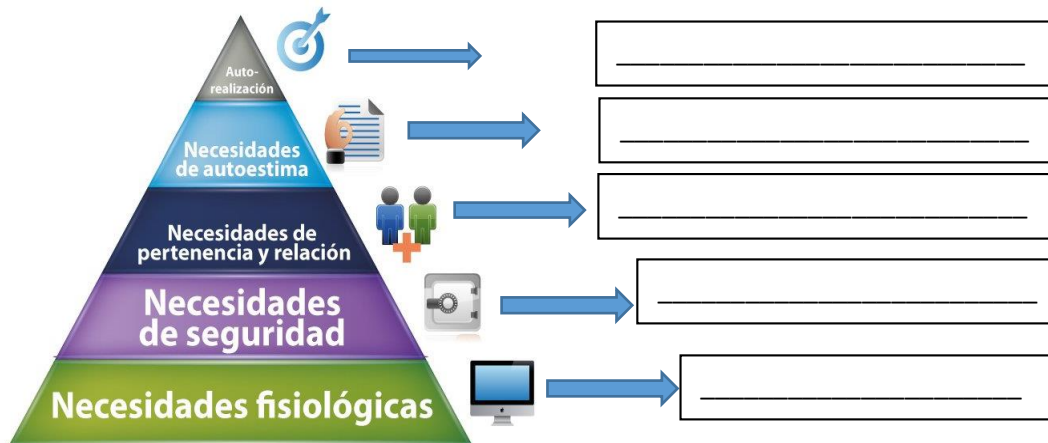 Auto-
realización
Necesidades
de autoestima
Necesidades de
pertenencia y relación
Necesidades
de seguridad
Necesidades fisiológicas